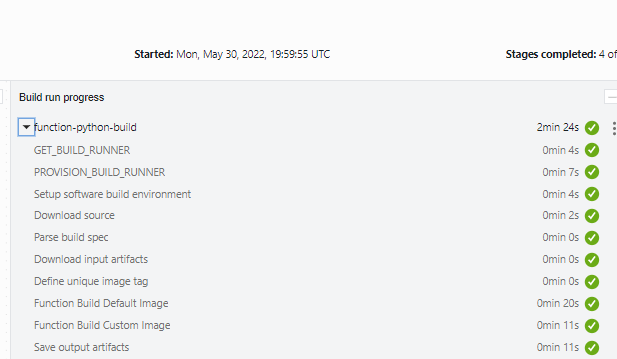 Started: Mon, May 30, 2022, 19:59:55 UTC Stages completed: 4 of
Build run progress
function-python-build 2min 24s
GET_BUILD_RUNNER 0min 4s
PROVISION_BUILD_RUNNER 0min 7s
Setup software build environment 0min 4s
Download source 0min 2s
Parse build spec 0min 0s
Download input artifacts 0min 0s
Define unique image tag 0min 0s
Function Build Default Image 0min 20s
Function Build Custom Image 0min 11s
Save output artifacts 0min 11s